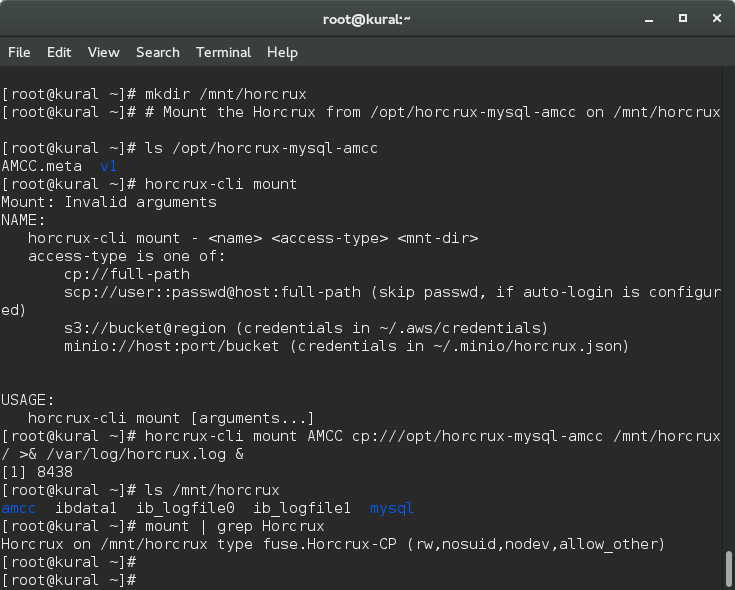 root@kural:~
File Edit View Search Terminal Help
[root@kural ~]# mkdir /mnt/horcrux
[root@kural ~]# # Mount the Horcrux from /opt/horcrux-mysql-amcc on /mnt/horcrux
[root@kural ~]# ls /opt/horcrux-mysql-amcc
AMCC.meta  v1
[root@kural ~]# horcrux-cli mount
Mount: Invalid arguments
NAME:
   horcrux-cli mount - <name> <access-type> <mnt-dir>
   access-type is one of:
       cp://full-path
       scp://user::passwd@host:full-path (skip passwd, if auto-login is configur
ed)
       s3://bucket@region (credentials in ~/.aws/credentials)
       minio://host:port/bucket (credentials in ~/.minio/horcrux.json)
USAGE:
   horcrux-cli mount [arguments...]
[root@kural ~]# horcrux-cli mount AMCC cp:///opt/horcrux-mysql-amcc /mnt/horcrux
/ >& /var/log/horcrux.log &
[1] 8438
[root@kural ~]# ls /mnt/horcrux
amcc  ibdata1  ib_logfile0  ib_logfile1  mysql
[root@kural ~]# mount | grep Horcrux
Horcrux on /mnt/horcrux type fuse.Horcrux-CP (rw,nosuid,nodev,allow_other)
[root@kural ~]#
[root@kural ~]#